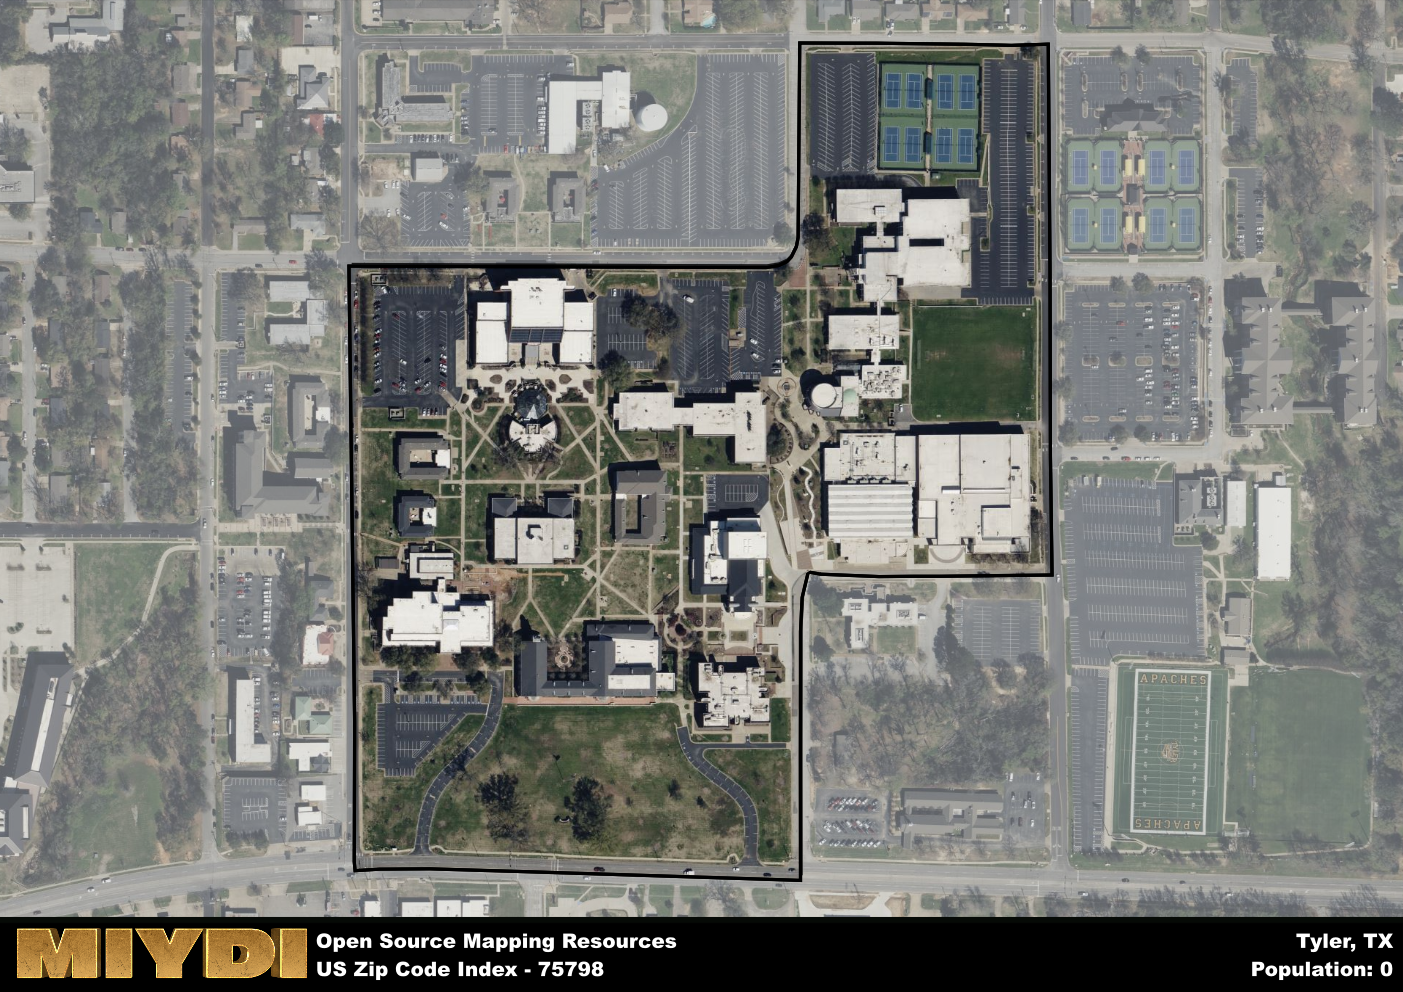 APACHES
APACHES
MIYDI
Open Source Mapping Resources
US Zip Code Index - 75798
Tyler, TX
Population: 0